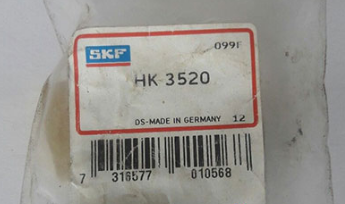 099F
SKF
HK 3520
DS-MADE IN GERMANY 12
7 316577 010568